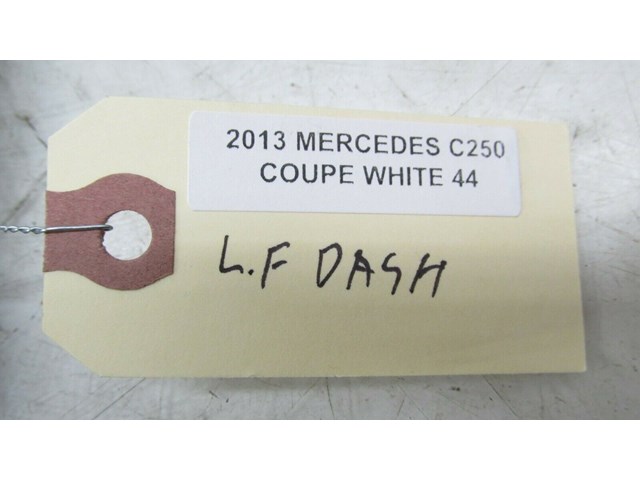 2013 MERCEDES C250
COUPE WHITE 44
L.F DASH